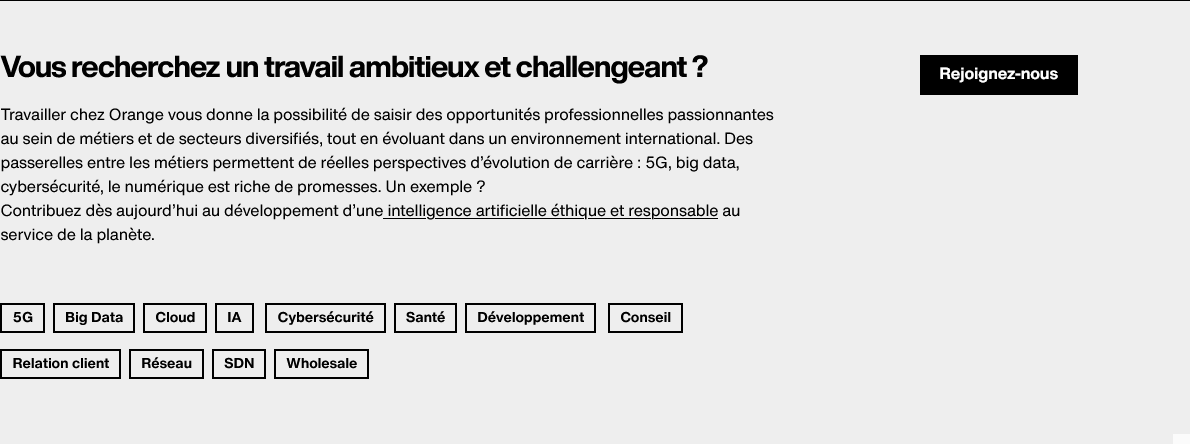 Vous recherchez un travail ambitieux et challengeant ?
Rejoignez-nous
Travailler chez Orange vous donne la possibilité de saisir des opportunités professionnelles passionnantes
au sein de métiers et de secteurs diversifiés, tout en évoluant dans un environnement international. Des
passerelles entre les métiers permettent de réelles perspectives d’évolution de carrière : 5G, big data,
cybersécurité, le numérique est riche de promesses. Un exemple ?
Contribuez dès aujourd’hui au développement d’une intelligence artificielle éthique et responsable au
service de la planète.
5G Big Data Cloud IA Cybersécurité Santé Développement Conseil
Relation client Réseau SDN Wholesale